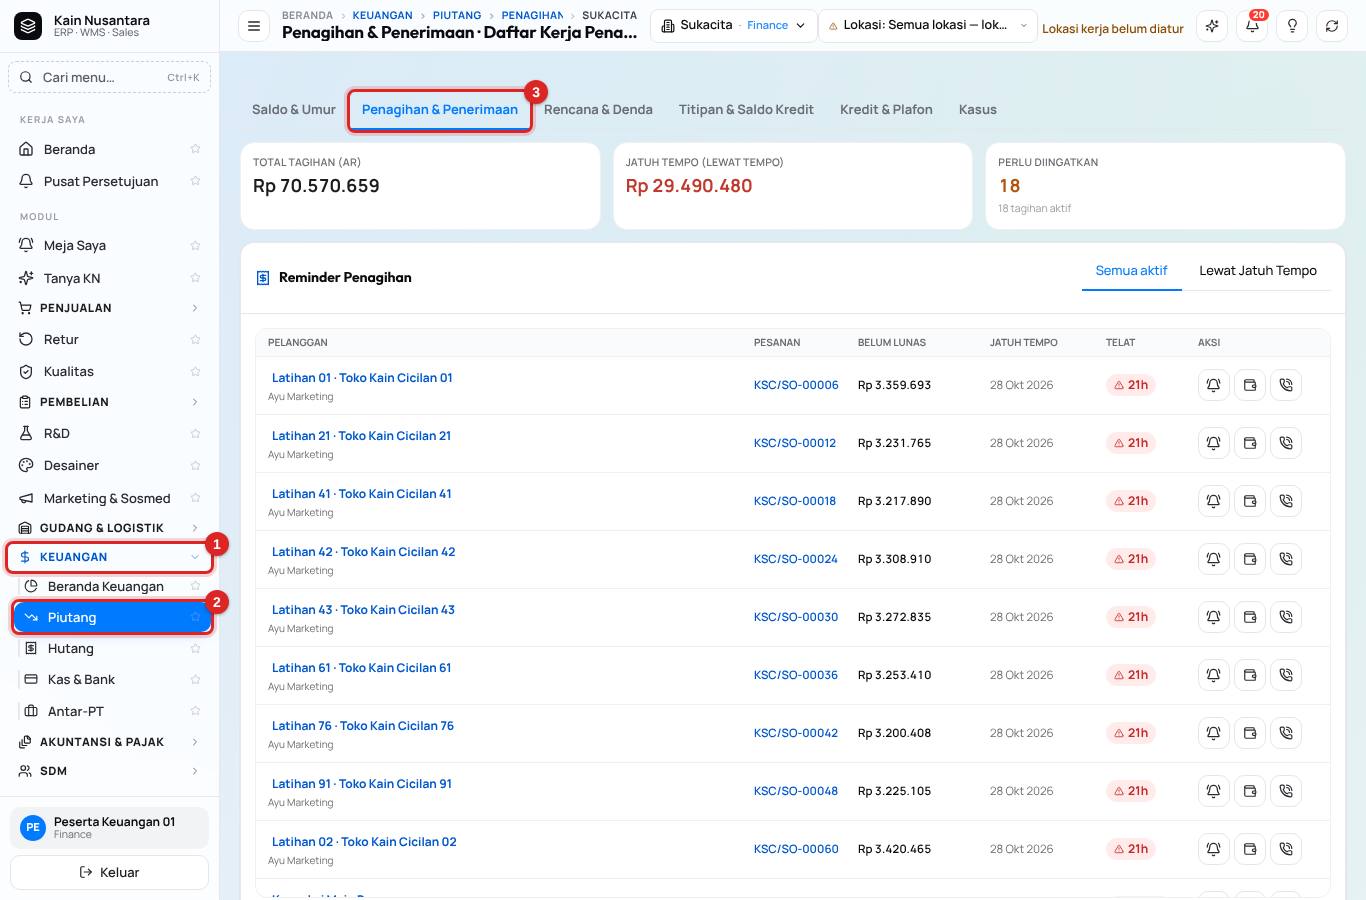 Kain Nusantara
ERP · WMS · Sales
Cari menu...
Ctrl+K
KERJA SAYA
Beranda
Pusat Persetujuan
MODUL
Meja Saya
Tanya KN
PENJUALAN
Retur
Kualitas
PEMBELIAN
R&D
Desainer
Marketing & Sosmed
GUDANG & LOGISTIK
1
KEUANGAN
Beranda Keuangan
2
Piutang
Hutang
Kas & Bank
Antar-PT
AKUNTANSI & PAJAK
SDM
PE
Peserta Keuangan 01
Finance
Keluar
BERANDA > KEUANGAN > PIUTANG > PENAGIHAN > SUKACITA
Penagihan & Penerimaan · Daftar Kerja Pena...
Sukacita · Finance
Lokasi: Semua lokasi — lok...
Lokasi kerja belum diatur
20
3
Saldo & Umur
Penagihan & Penerimaan
Rencana & Denda
Titipan & Saldo Kredit
Kredit & Plafon
Kasus
TOTAL TAGIHAN (AR)
Rp 70.570.659
JATUH TEMPO (LEWAT TEMPO)
Rp 29.490.480
PERLU DIINGATKAN
18
18 tagihan aktif
Reminder Penagihan
Semua aktif
Lewat Jatuh Tempo
PELANGGAN PESANAN BELUM LUNAS JATUH TEMPO TELAT AKSI
Latihan 01 · Toko Kain Cicilan 01
Ayu Marketing
KSC/SO-00006 Rp 3.359.693 28 Okt 2026 21h
Latihan 21 · Toko Kain Cicilan 21
Ayu Marketing
KSC/SO-00012 Rp 3.231.765 28 Okt 2026 21h
Latihan 41 · Toko Kain Cicilan 41
Ayu Marketing
KSC/SO-00018 Rp 3.217.890 28 Okt 2026 21h
Latihan 42 · Toko Kain Cicilan 42
Ayu Marketing
KSC/SO-00024 Rp 3.308.910 28 Okt 2026 21h
Latihan 43 · Toko Kain Cicilan 43
Ayu Marketing
KSC/SO-00030 Rp 3.272.835 28 Okt 2026 21h
Latihan 61 · Toko Kain Cicilan 61
Ayu Marketing
KSC/SO-00036 Rp 3.253.410 28 Okt 2026 21h
Latihan 76 · Toko Kain Cicilan 76
Ayu Marketing
KSC/SO-00042 Rp 3.200.408 28 Okt 2026 21h
Latihan 91 · Toko Kain Cicilan 91
Ayu Marketing
KSC/SO-00048 Rp 3.225.105 28 Okt 2026 21h
Latihan 02 · Toko Kain Cicilan 02
Ayu Marketing
KSC/SO-00060 Rp 3.420.465 28 Okt 2026 21h